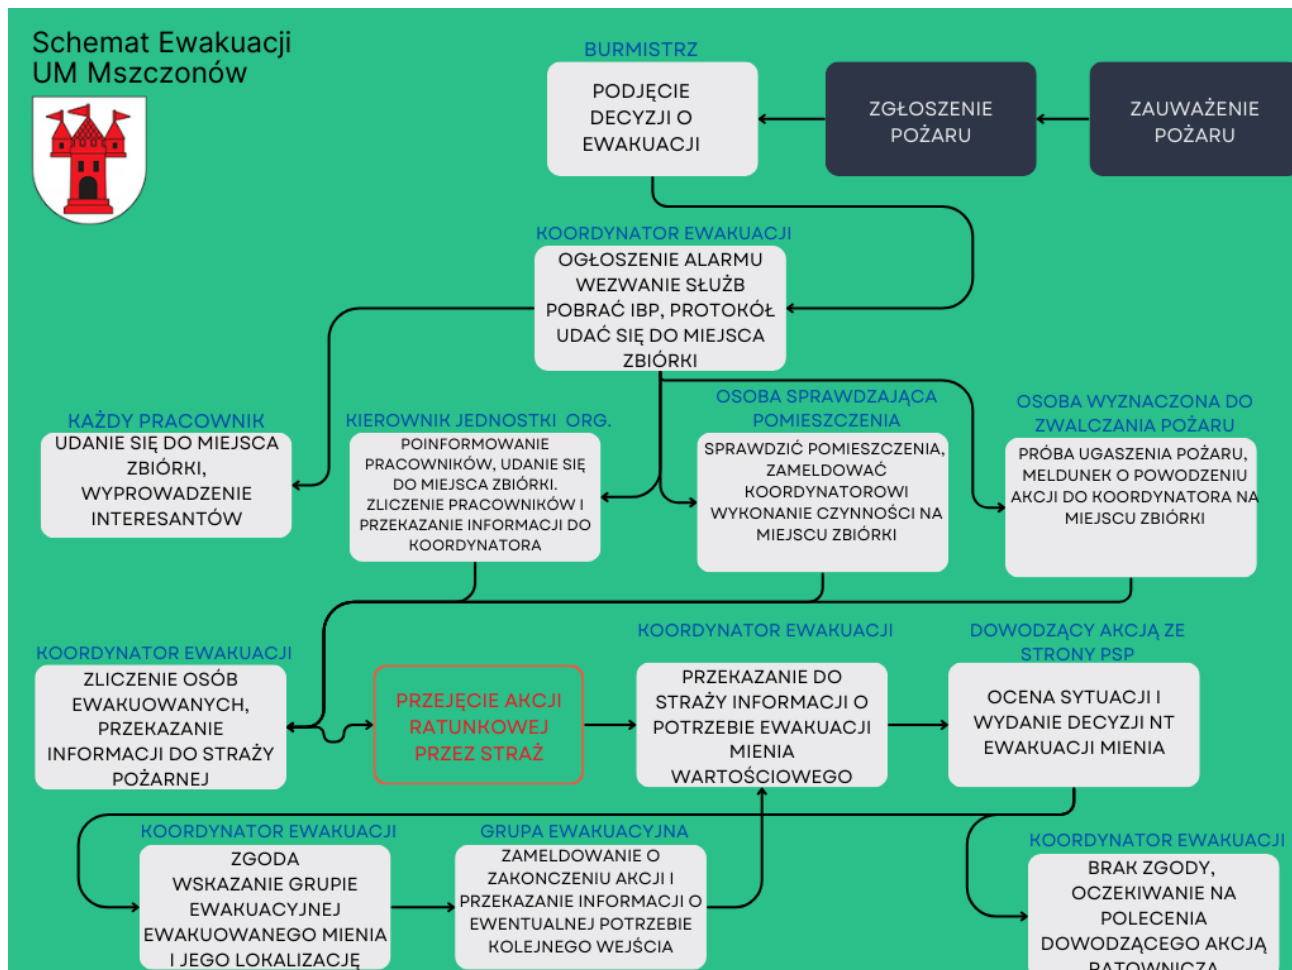 Schemat Ewakuacji
UM Mszczonów
BURMISTRZ
PODJĘCIE
DECYZJI O
EWAKUACJI
ZGŁOSZENIE
POŻARU
ZAUWAŻENIE
POŻARU
KOORDYNATOR EWAKUACJI
OGŁOSZENIE ALARMU
WEZWANIE SŁUŻB
POBRAĆ IBP, PROTOKÓŁ
UDAĆ SIĘ DO MIEJSCA
ZBIÓRKI
KAŻDY PRACOWNIK
UDANIE SIĘ DO MIEJSCA
ZBIÓRKI,
WYPROWADZENIE
INTERESANTÓW
KIEROWNIK JEDNOSTKI ORG.
POINFORMOWANIE
PRACOWNIKÓW, UDANIE SIĘ
DO MIEJSCA ZBIÓRKI.
ZLICZENIE PRACOWNIKÓW I
PRZEKAZANIE INFORMACJI DO
KOORDYNATORA
OSOBA SPRAWDZAJĄCA
POMIESZCZENIA
SPRAWDZIĆ POMIESZCZENIA,
ZAMELDOWAĆ
KOORDYNATOROWI
WYKONANIE CZYNNOŚCI NA
MIEJSCU ZBIÓRKI
OSOBA WYZNACZONA DO
ZWALCZANIA POŻARU
PRÓBA UGASZENIA POŻARU,
MELDUNEK O POWODZENIU
AKCJI DO KOORDYNATORA NA
MIEJSCU ZBIÓRKI
KOORDYNATOR EWAKUACJI
ZLICZENIE OSÓB
EWAKUOWANYCH,
PRZEKAZANIE
INFORMACJI DO STRAŻY
POŻARNEJ
PRZEJĘCIE AKCJI
RATUNKOWEJ
PRZEZ STRAŻ
KOORDYNATOR EWAKUACJI
PRZEKAZANIE DO
STRAŻY INFORMACJI O
POTRZEBIE EWAKUACJI
MIENIA
WARTOŚCIOWEGO
DOWODZĄCY AKCJĄ ZE
STRONY PSP
OCENA SYTUACJI I
WYDANIE DECYZJI NT
EWAKUACJI MIENIA
KOORDYNATOR EWAKUACJI
ZGODA
WSKAZANIE GRUPIE
EWAKUACYJNEJ
EWAKUOWANEGO MIENIA
I JEGO LOKALIZACJĘ
GRUPA EWAKUACYJNA
ZAMELDOWANIE O
ZAKONCZENIU AKCJI I
PRZEKAZANIE INFORMACJI O
EWENTUALNEJ POTRZEBIE
KOLEJNEGO WEJŚCIA
KOORDYNATOR EWAKUACJI
BRAK ZGODY,
OCZEKIWANIE NA
POLECENIA
DOWODZĄCEGO AKCJĄ
RATOWNICZĄ